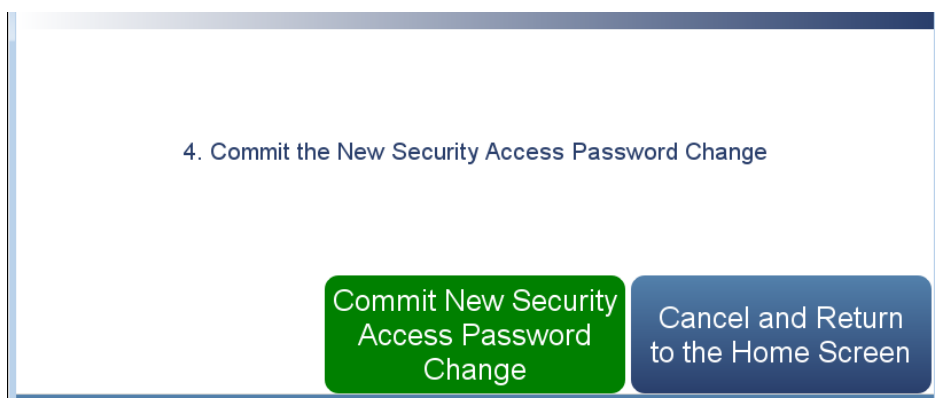 4. Commit the New Security Access Password Change
Commit New Security
Access Password
Change
Cancel and Return
to the Home Screen